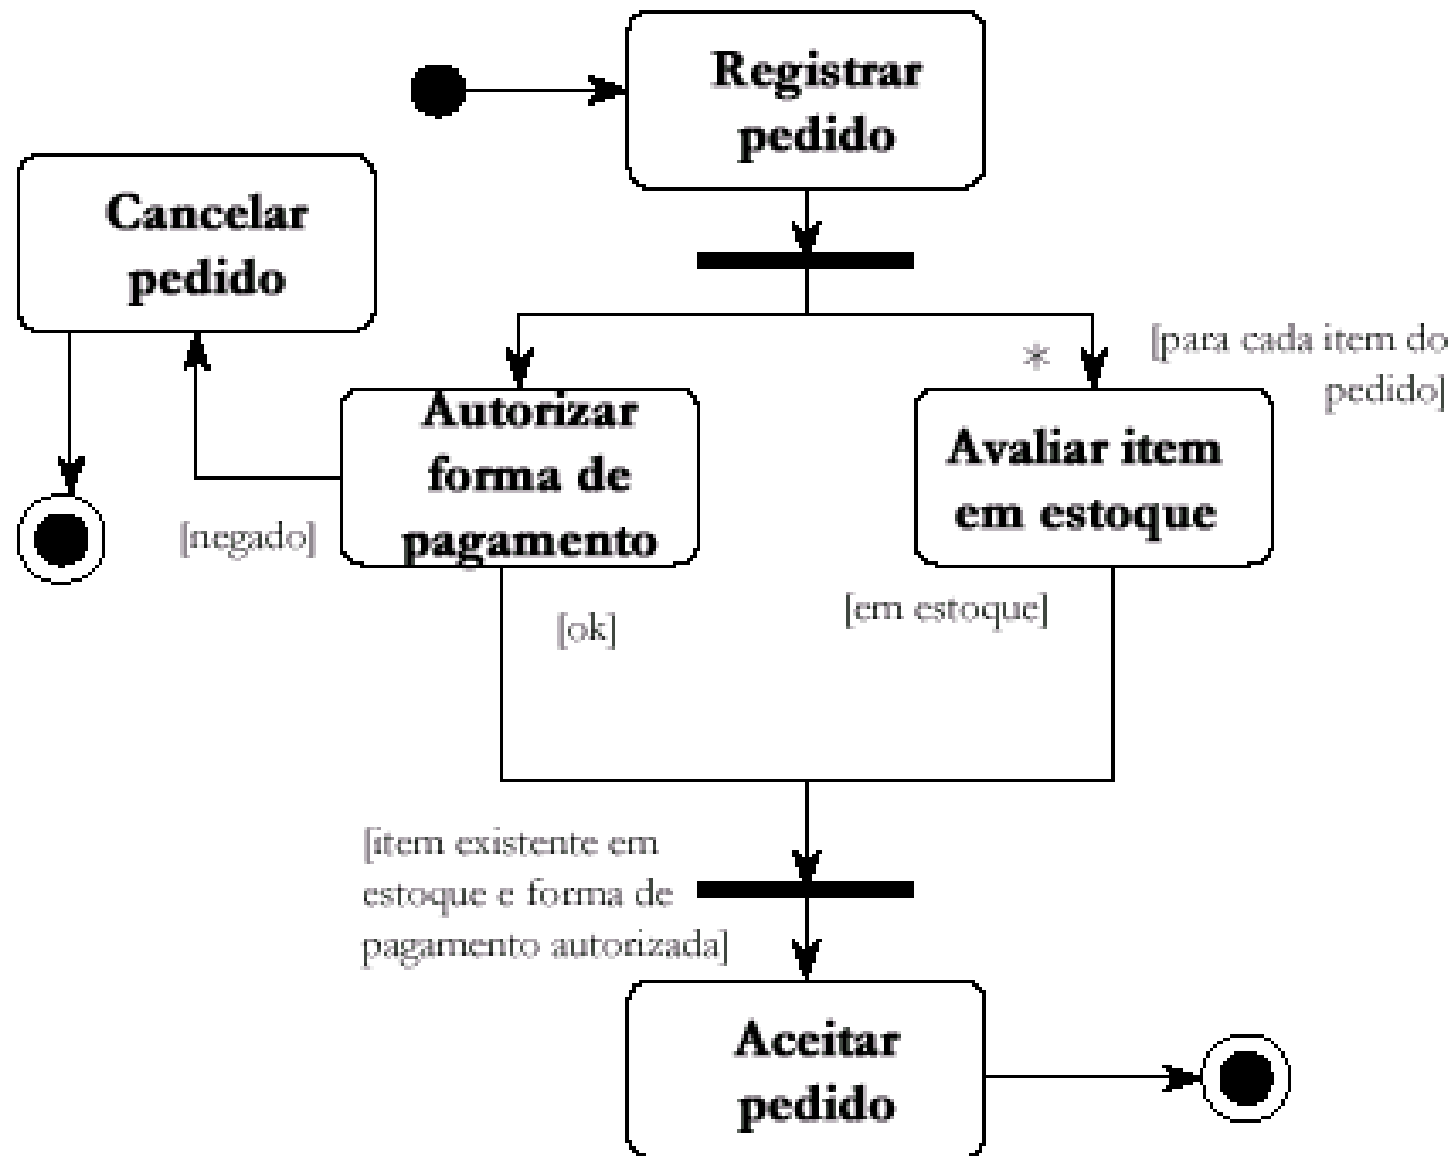 Registrar
pedido
Cancelar
pedido
[para cada item do
pedido]
*
Autorizar
forma de
pagamento
Avaliar item
em estoque
[negado]
[ok]
[em estoque]
[item existente em
estoque e forma de
pagamento autorizada]
Aceitar
pedido